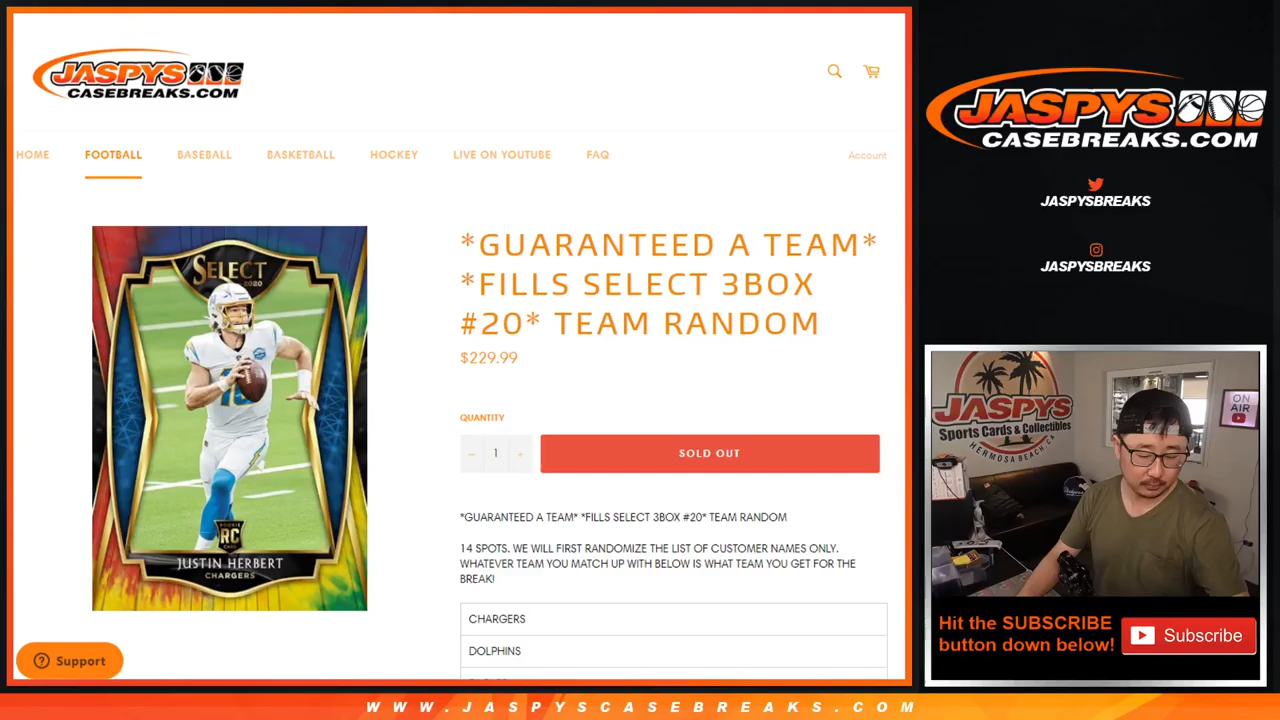 JASPYS
CASEBREAKS.COM
HOME
FOOTBALL
BASEBALL
BASKETBALL
HOCKEY
LIVE ON YOUTUBE
FAQ
Account
SELECT
2020
RC
JUSTIN HERBERT
CHARGERS
*GUARANTEED A TEAM*
*FILLS SELECT 3BOX
#20* TEAM RANDOM
$229.99
QUANTITY
− 1 +
SOLD OUT
*GUARANTEED A TEAM* *FILLS SELECT 3BOX #20* TEAM RANDOM
14 SPOTS. WE WILL FIRST RANDOMIZE THE LIST OF CUSTOMER NAMES ONLY.
WHATEVER TEAM YOU MATCH UP WITH BELOW IS WHAT TEAM YOU GET FOR THE
BREAK!
CHARGERS
DOLPHINS
Support
JASPYS
CASEBREAKS.COM
JASPYSBREAKS
JASPYSBREAKS
JASPYS
Sports Cards & Collectibles
HERMOSA BEACH, CA
ON
AIR
Hit the SUBSCRIBE
button down below!
Subscribe
WWW.JASPYSCASEBREAKS.COM